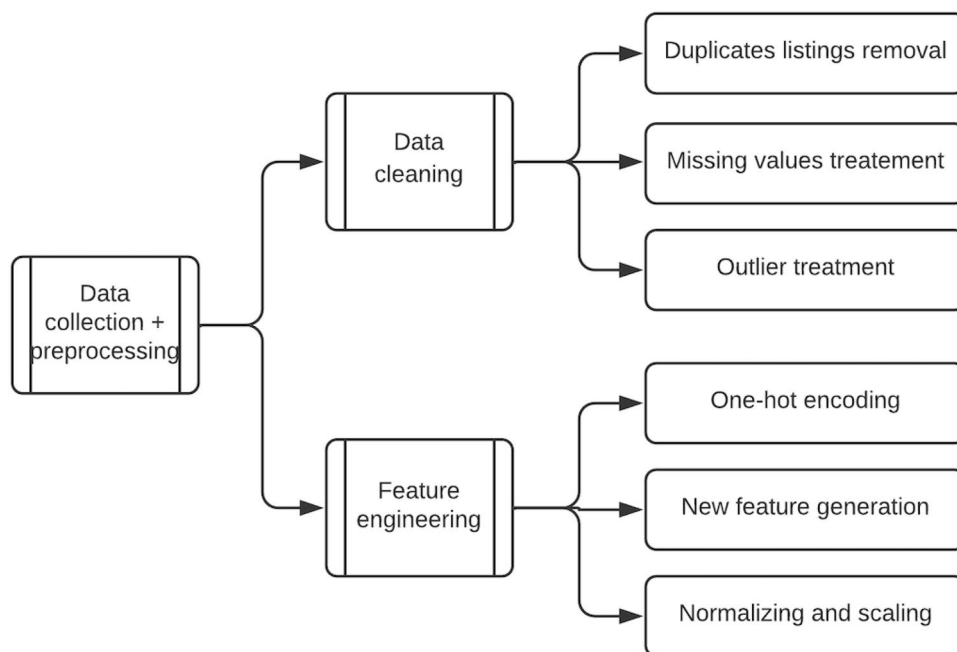 Duplicates listings removal
Data
cleaning
Missing values treatement
Outlier treatment
Data
collection +
preprocessing
One-hot encoding
Feature
engineering
New feature generation
Normalizing and scaling